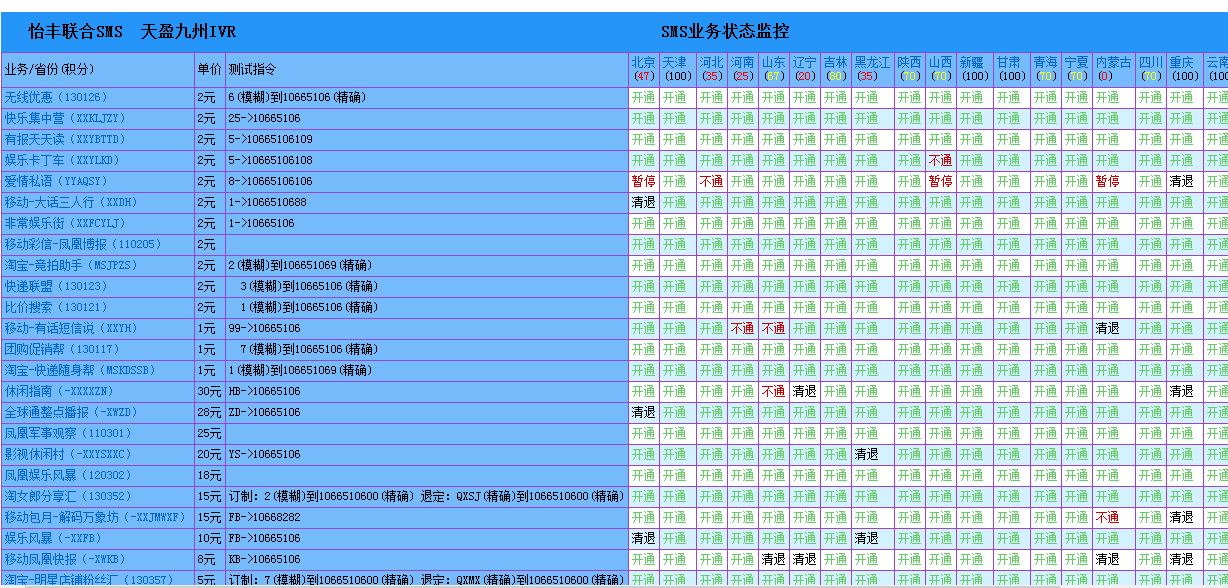 怡丰联合SMS 天盈九州IVR SMS业务状态监控
业务/省份(积分) 单价 测试指令 北京(47) 天津(100) 河北(35) 河南(25) 山东(67) 辽宁(20) 吉林(80) 黑龙江(35) 陕西(70) 山西(70) 新疆(100) 甘肃(100) 青海(70) 宁夏(70) 内蒙古(0) 四川(70) 重庆(100) 云南(100
无线优惠(130126) 2元 6(模糊)到10665106(精确) 开通 开通 开通 开通 开通 开通 开通 开通 开通 开通 开通 开通 开通 开通 开通 开通 开通 开通
快乐集中营(XXKLJZY) 2元 25->10665106 开通 开通 开通 开通 开通 开通 开通 开通 开通 开通 开通 开通 开通 开通 开通 开通 开通 开通
有报天天读(XXYBTTD) 2元 5->10665106109 开通 开通 开通 开通 开通 开通 开通 开通 开通 开通 开通 开通 开通 开通 开通 开通 开通 开通
娱乐卡丁车(XXYLKD) 2元 5->10665106108 开通 开通 开通 开通 开通 开通 开通 开通 开通 不通 开通 开通 开通 开通 开通 开通 开通 开通
爱情私语(YYAQSY) 2元 8->10665106106 暂停 开通 不通 开通 开通 开通 开通 开通 开通 暂停 开通 开通 开通 开通 暂停 开通 清退 开通
移动-大话三人行(XXDH) 2元 1->1066510688 清退 开通 开通 开通 开通 开通 开通 开通 开通 开通 开通 开通 开通 开通 开通 开通 开通 开通
非常娱乐街(XXFCYLJ) 2元 1->10665106 开通 开通 开通 开通 开通 开通 开通 开通 开通 开通 开通 开通 开通 开通 开通 开通 开通 开通
移动彩信-凤凰博报(110205) 2元 开通 开通 开通 开通 开通 开通 开通 开通 开通 开通 开通 开通 开通 开通 开通 开通 开通 开通
淘宝-竞拍助手(MSJPZS) 2元 2(模糊)到106651069(精确) 开通 开通 开通 开通 开通 开通 开通 开通 开通 开通 开通 开通 开通 开通 开通 开通 开通 开通
快递联盟(130123) 2元 3(模糊)到10665106(精确) 开通 开通 开通 开通 开通 开通 开通 开通 开通 开通 开通 开通 开通 开通 开通 开通 开通 开通
比价搜索(130121) 2元 1(模糊)到10665106(精确) 开通 开通 开通 开通 开通 开通 开通 开通 开通 开通 开通 开通 开通 开通 开通 开通 开通 开通
移动-有话短信说(XXYH) 1元 99->10665106 开通 开通 开通 不通 不通 开通 开通 开通 开通 开通 开通 开通 开通 开通 清退 开通 开通 开通
团购促销帮(130117) 1元 7(模糊)到10665106(精确) 开通 开通 开通 开通 开通 开通 开通 开通 开通 开通 开通 开通 开通 开通 开通 开通 开通 开通
淘宝-快递随身帮(MSKDSSB) 1元 1(模糊)到106651069(精确) 开通 开通 开通 开通 开通 开通 开通 开通 开通 开通 开通 开通 开通 开通 开通 开通 开通 开通
休闲指南(-XXXXZN) 30元 HB->10665106 开通 开通 开通 开通 不通 清退 开通 开通 开通 开通 开通 开通 开通 开通 开通 开通 清退 开通
全球通整点播报(-XWZD) 28元 ZD->10665106 清退 开通 开通 开通 开通 开通 开通 开通 开通 开通 开通 开通 开通 开通 开通 开通 开通 开通
凤凰军事观察(110301) 25元 开通 开通 开通 开通 开通 开通 开通 开通 开通 开通 开通 开通 开通 开通 开通 开通 开通 开通
影视休闲村(-XXYSXXC) 20元 YS->10665106 开通 开通 开通 开通 开通 开通 开通 清退 开通 开通 开通 开通 开通 开通 开通 开通 开通 开通
凤凰娱乐风暴(120302) 18元 开通 开通 开通 开通 开通 开通 开通 开通 开通 开通 开通 开通 开通 开通 开通 开通 开通 开通
淘女郎分享汇(130352) 15元 订制：2(模糊)到1066510600(精确) 退定：QXSJ(精确)到1066510600(精确) 开通 开通 开通 开通 开通 开通 开通 开通 开通 开通 开通 开通 开通 开通 开通 开通 开通 开通
移动包月-解码万象坊(-XXJMWXF) 15元 FB->10668282 开通 开通 开通 开通 开通 开通 开通 开通 开通 开通 开通 开通 开通 开通 不通 开通 清退 开通
娱乐风暴(-XXFB) 10元 FB->10665106 清退 开通 开通 开通 开通 开通 开通 清退 开通 开通 开通 开通 开通 开通 开通 开通 开通 开通
移动凤凰快报(-XWKB) 8元 KB->10665106 开通 开通 开通 开通 清退 清退 开通 开通 开通 开通 开通 开通 开通 开通 清退 开通 清退 开通
淘宝-明星店铺粉丝汇(130357) 5元 订制：7(模糊)到1066510600(精确) 退定：QXMX(精确)到1066510600(精确) 开通 开通 开通 开通 开通 开通 开通 开通 开通 开通 开通 开通 开通 开通 开通 开通 开通 开通